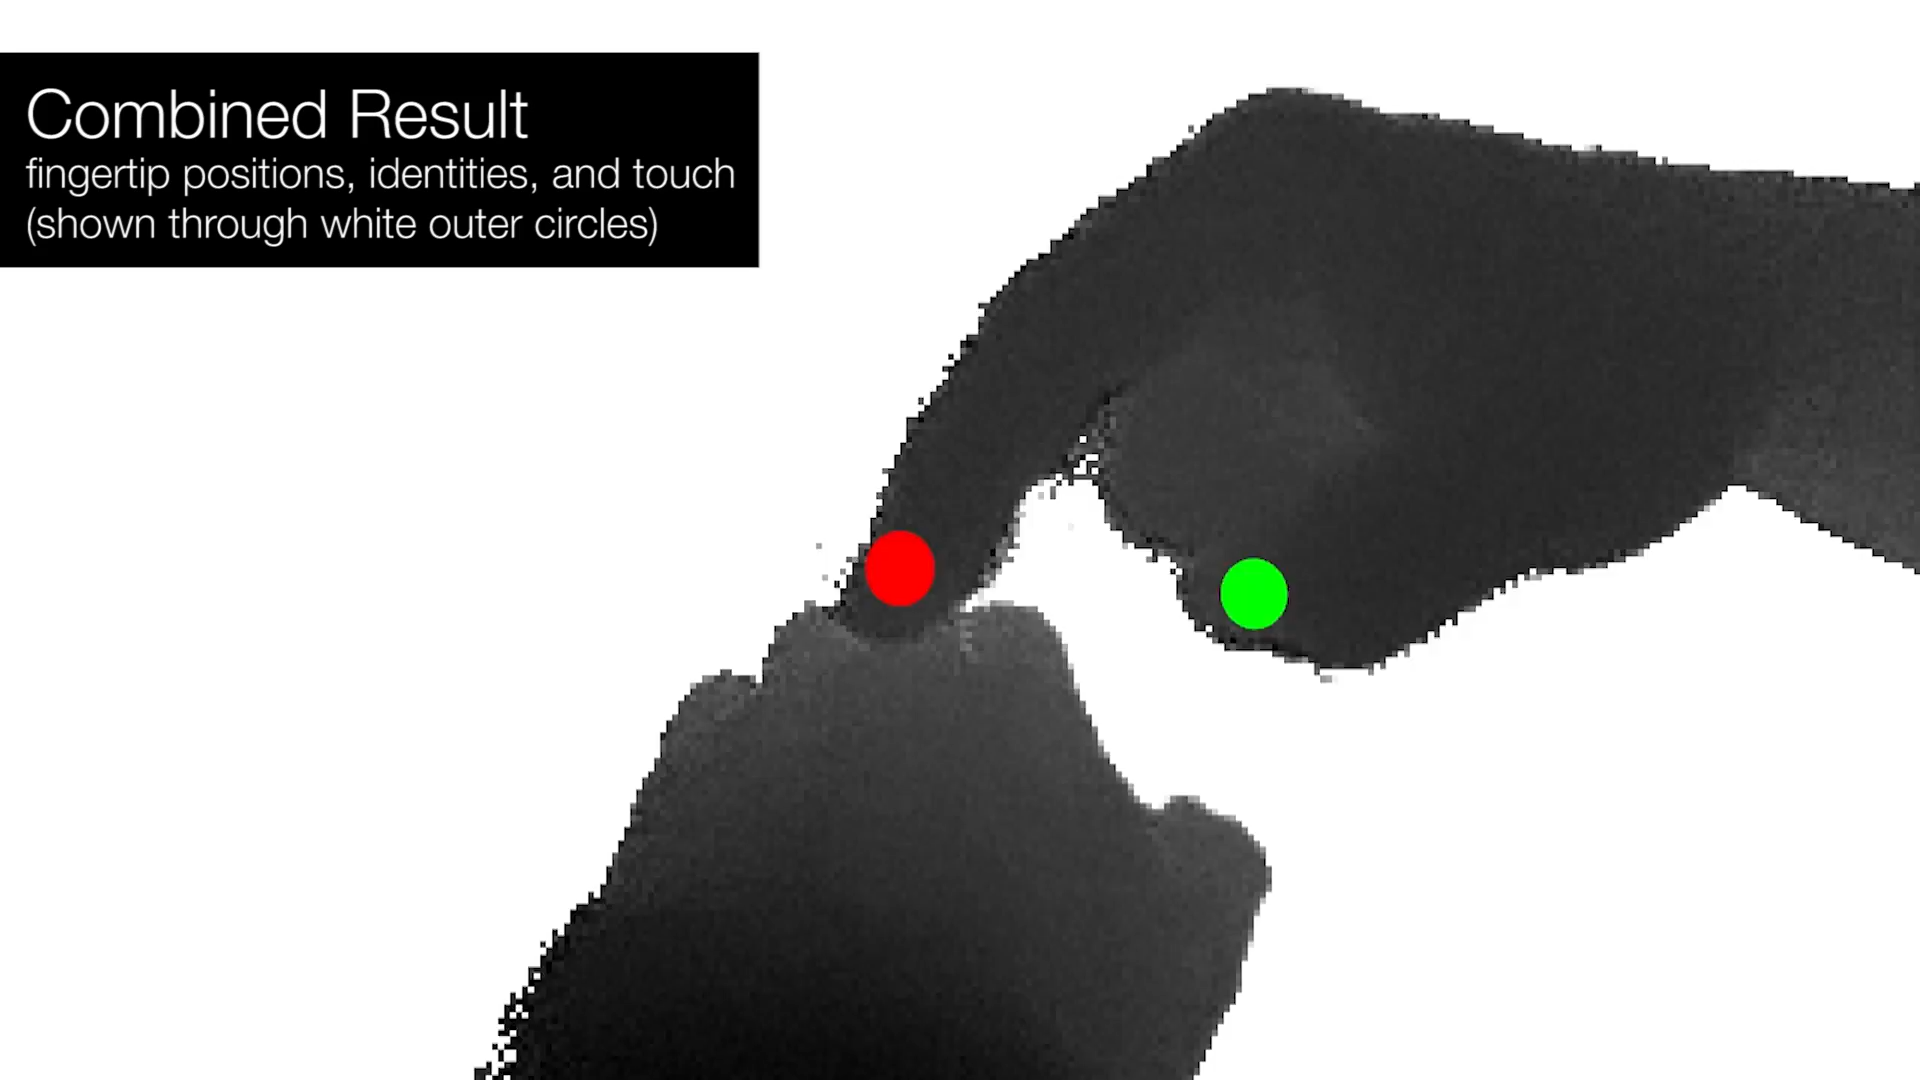 Combined Result
fingertip positions, identities, and touch
(shown through white outer circles)